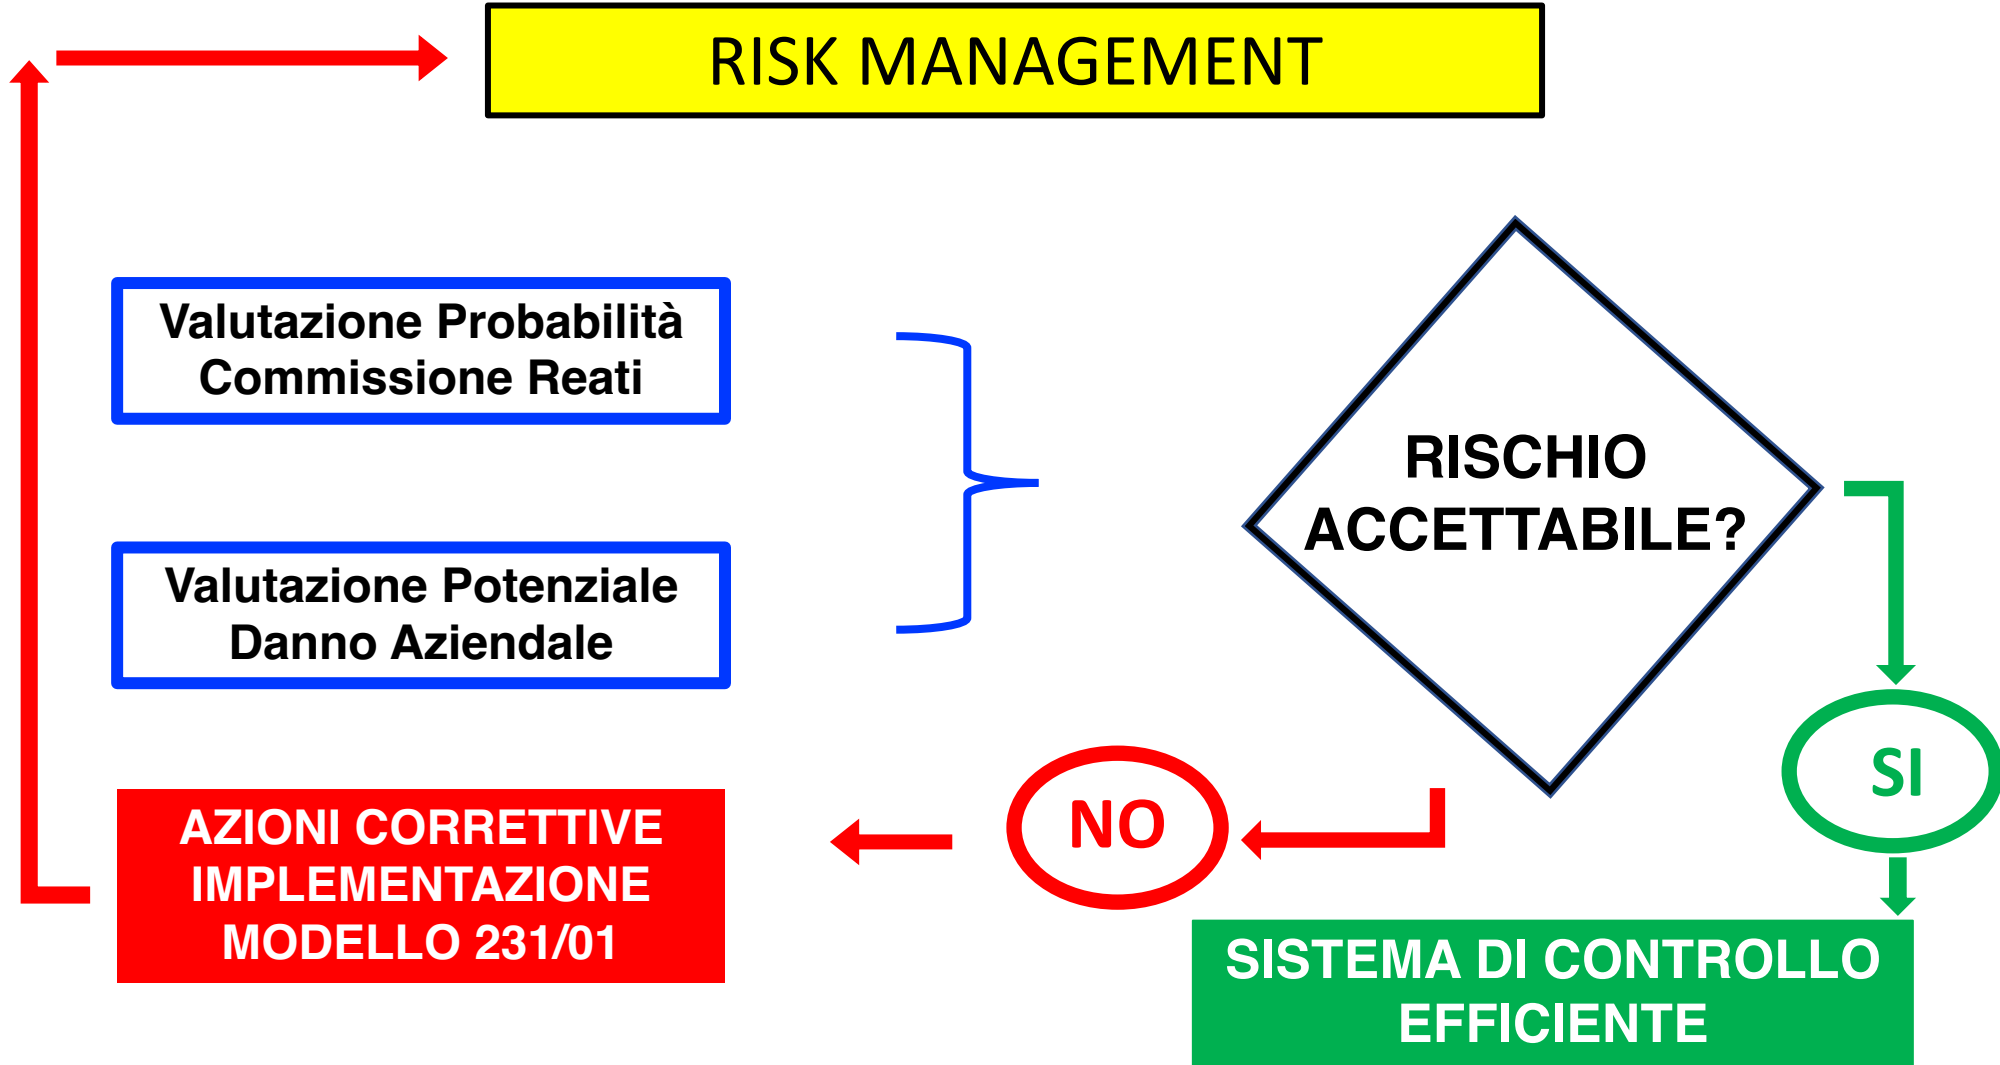 RISK MANAGEMENT
Valutazione Probabilità
Commissione Reati
Valutazione Potenziale
Danno Aziendale
RISCHIO
ACCETTABILE?
SI
NO
AZIONI CORRETTIVE
IMPLEMENTAZIONE
MODELLO 231/01
SISTEMA DI CONTROLLO
EFFICIENTE